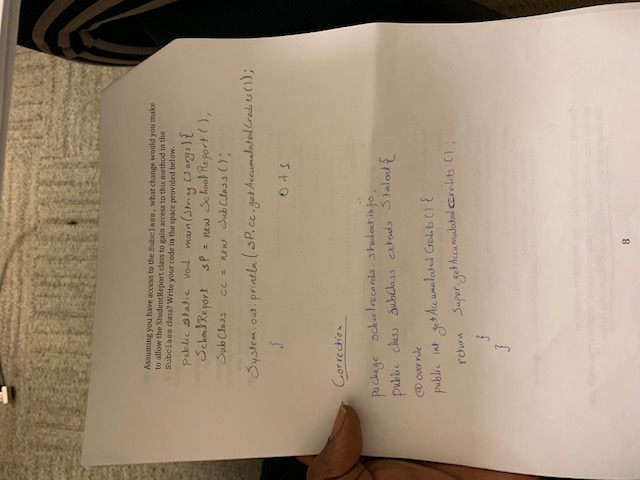 Assuming you have access to the Subclass, what change would you make
to allow the StudentReport class to gain access to this method in the
Subclass class? Write your code in the space provided below.
public static void main(String []args){
SchoolReport sP = new SchoolReport();
SubClass cc = new SubClass();
System.out.println(sP.cc.getAccumulatedCredits());
}
0+1
Correction
package schoolrecords.studentinfo;
public class SubClass extends Student{
@override
public int getAccumulatedCredits(){
return Super.getAccumulatedCredits();
}
}
8